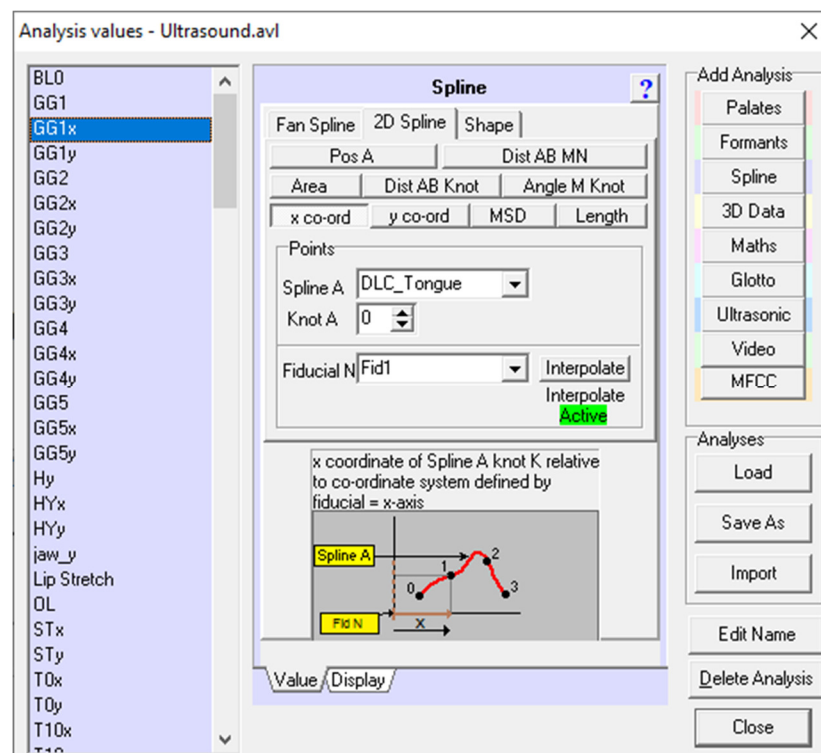 Analysis values - Ultrasound.avl
BL0
GG1
GG1x
GG1y
GG2
GG2x
GG2y
GG3
GG3x
GG3y
GG4
GG4x
GG4y
GG5
GG5x
GG5y
Hy
HYx
HYy
jaw_y
Lip Stretch
OL
STx
STy
T0x
T0y
T10x
Spline
?
Fan Spline 2D Spline Shape
Pos A Dist AB MN
Area Dist AB Knot Angle M Knot
x co-ord y co-ord MSD Length
Points
Spline A DLC_Tongue
Knot A 0
Fiducial N Fid1 Interpolate
Interpolate
Active
x coordinate of Spline A knot K relative
to co-ordinate system defined by
fiducial = x-axis
Spline A
0 1 2 3
Fid N
X
Value Display
Add Analysis
Palates
Formants
Spline
3D Data
Maths
Glotto
Ultrasonic
Video
MFCC
Analyses
Load
Save As
Import
Edit Name
Delete Analysis
Close